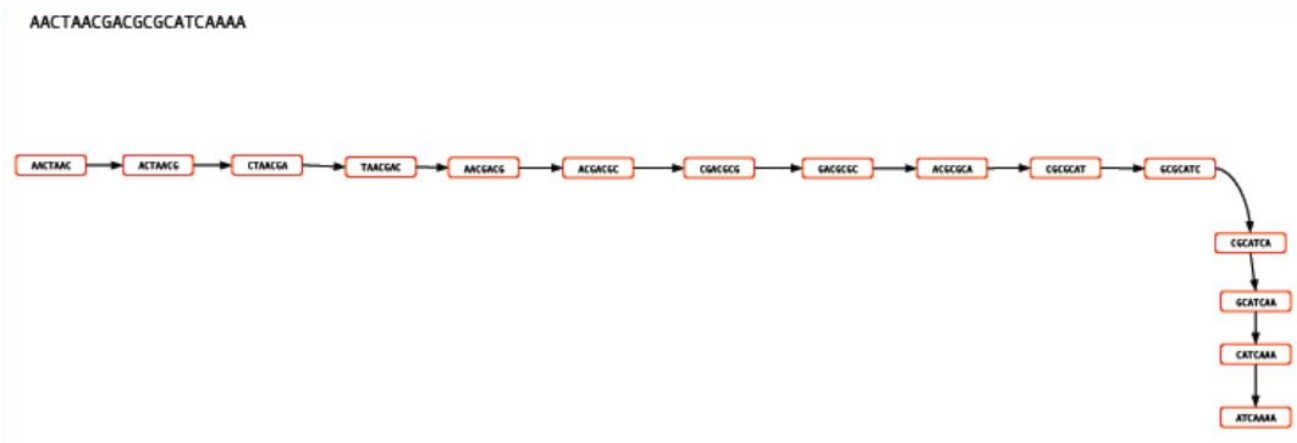 AACTAACGACGCGCATCAAAA
AACTAAC ACTAACG CTAACGA TAACGAC AACGACG ACGACGC CGACGCG GACGCGC ACGCGCA CGCGCAT GCGCATC
CGCATCA
GCATCAA
CATCAAA
ATCAAAA